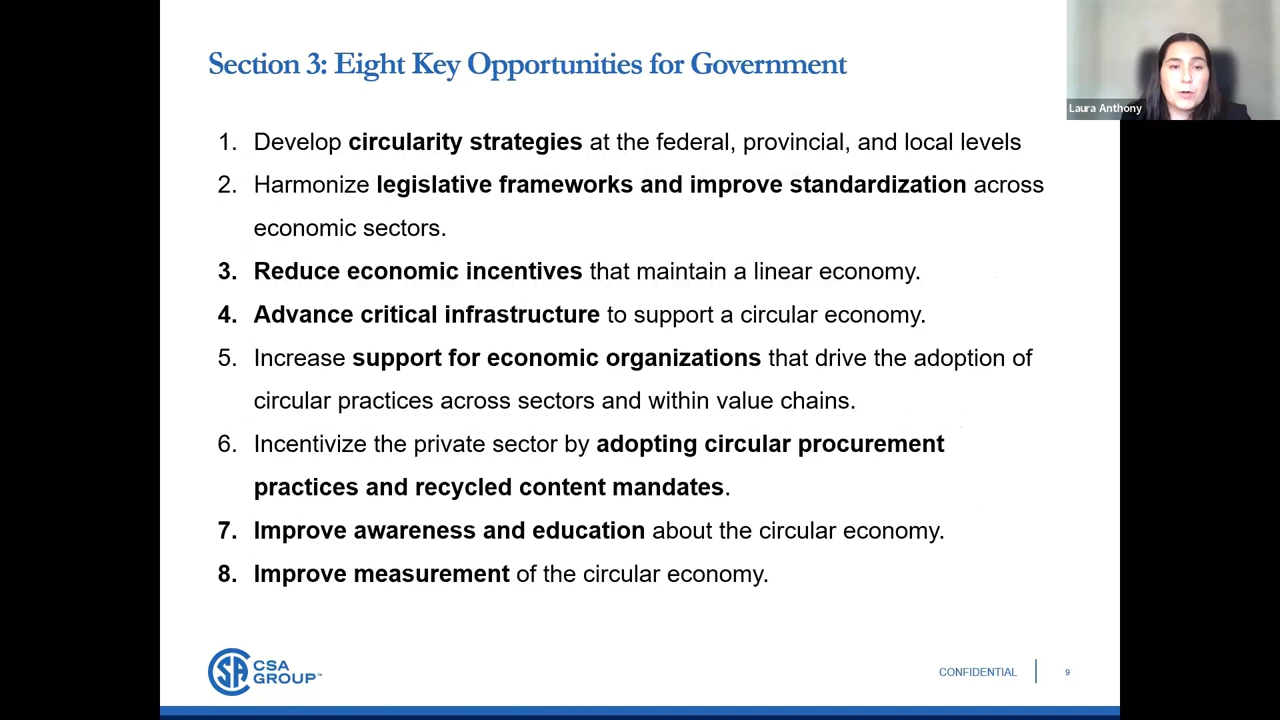 Section 3: Eight Key Opportunities for Government
Laura Anthony
1. Develop circularity strategies at the federal, provincial, and local levels
2. Harmonize legislative frameworks and improve standardization across
economic sectors.
3. Reduce economic incentives that maintain a linear economy.
4. Advance critical infrastructure to support a circular economy.
5. Increase support for economic organizations that drive the adoption of
circular practices across sectors and within value chains.
6. Incentivize the private sector by adopting circular procurement
practices and recycled content mandates.
7. Improve awareness and education about the circular economy.
8. Improve measurement of the circular economy.
CSA
GROUP™
CONFIDENTIAL
9